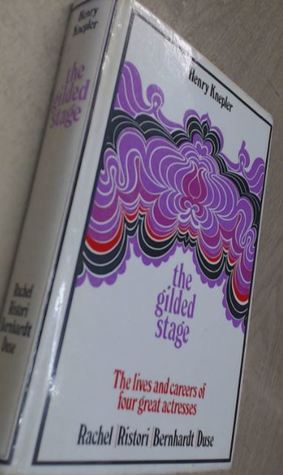 Henry Knepler
the
gilded
stage
Rachel
Ristori
Bernhardt
Duse
Henry Knepler
the
gilded
stage
The lives and careers of
four great actresses
Rachel/Ristori/Bernhardt/Duse